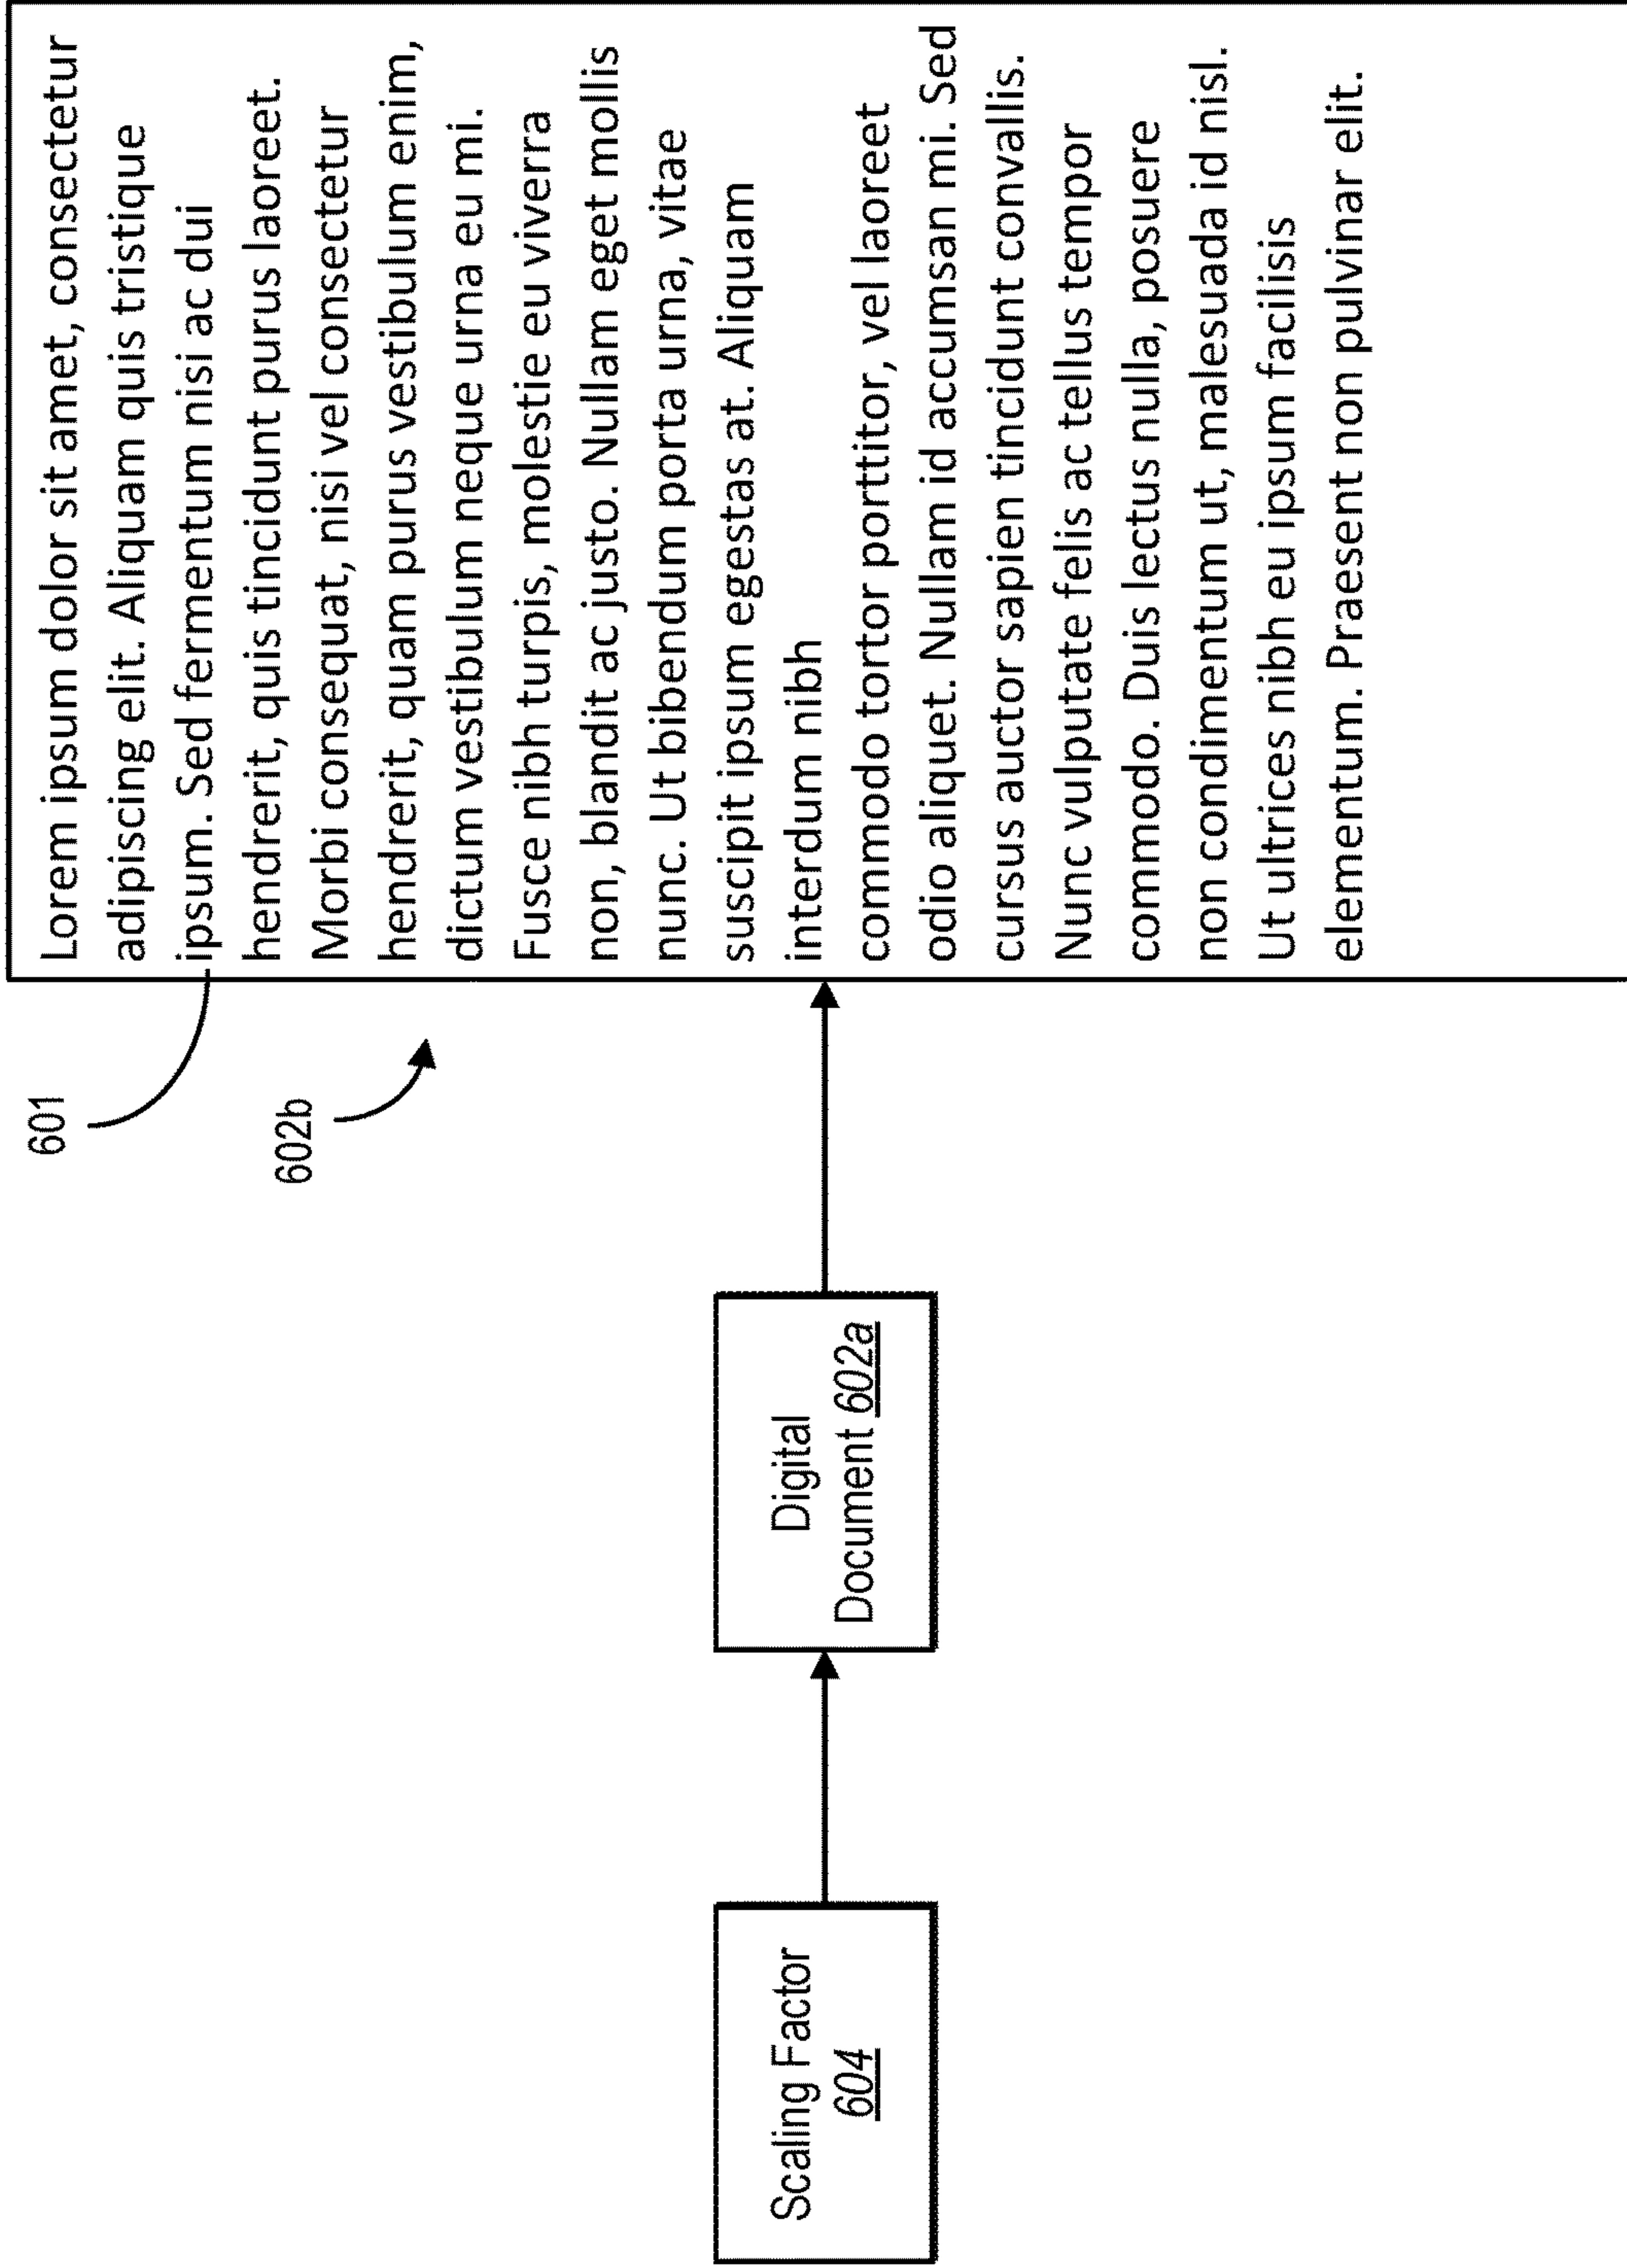 Scaling Factor
604
Digital
Document 602a
601
602b
Lorem ipsum dolor sit amet, consectetur
adipiscing elit. Aliquam quis tristique
ipsum. Sed fermentum nisi ac dui
hendrerit, quis tincidunt purus laoreet.
Morbi consequat, nisi vel consectetur
hendrerit, quam purus vestibulum enim,
dictum vestibulum neque urna eu mi.
Fusce nibh turpis, molestie eu viverra
non, blandit ac justo. Nullam eget mollis
nunc. Ut bibendum porta urna, vitae
suscipit ipsum egestas at. Aliquam
interdum nibh
commodo tortor porttitor, vel laoreet
odio aliquet. Nullam id accumsan mi. Sed
cursus auctor sapien tincidunt convallis.
Nunc vulputate felis ac tellus tempor
commodo. Duis lectus nulla, posuere
non condimentum ut, malesuada id nisl.
Ut ultrices nibh eu ipsum facilisis
elementum. Praesent non pulvinar elit.